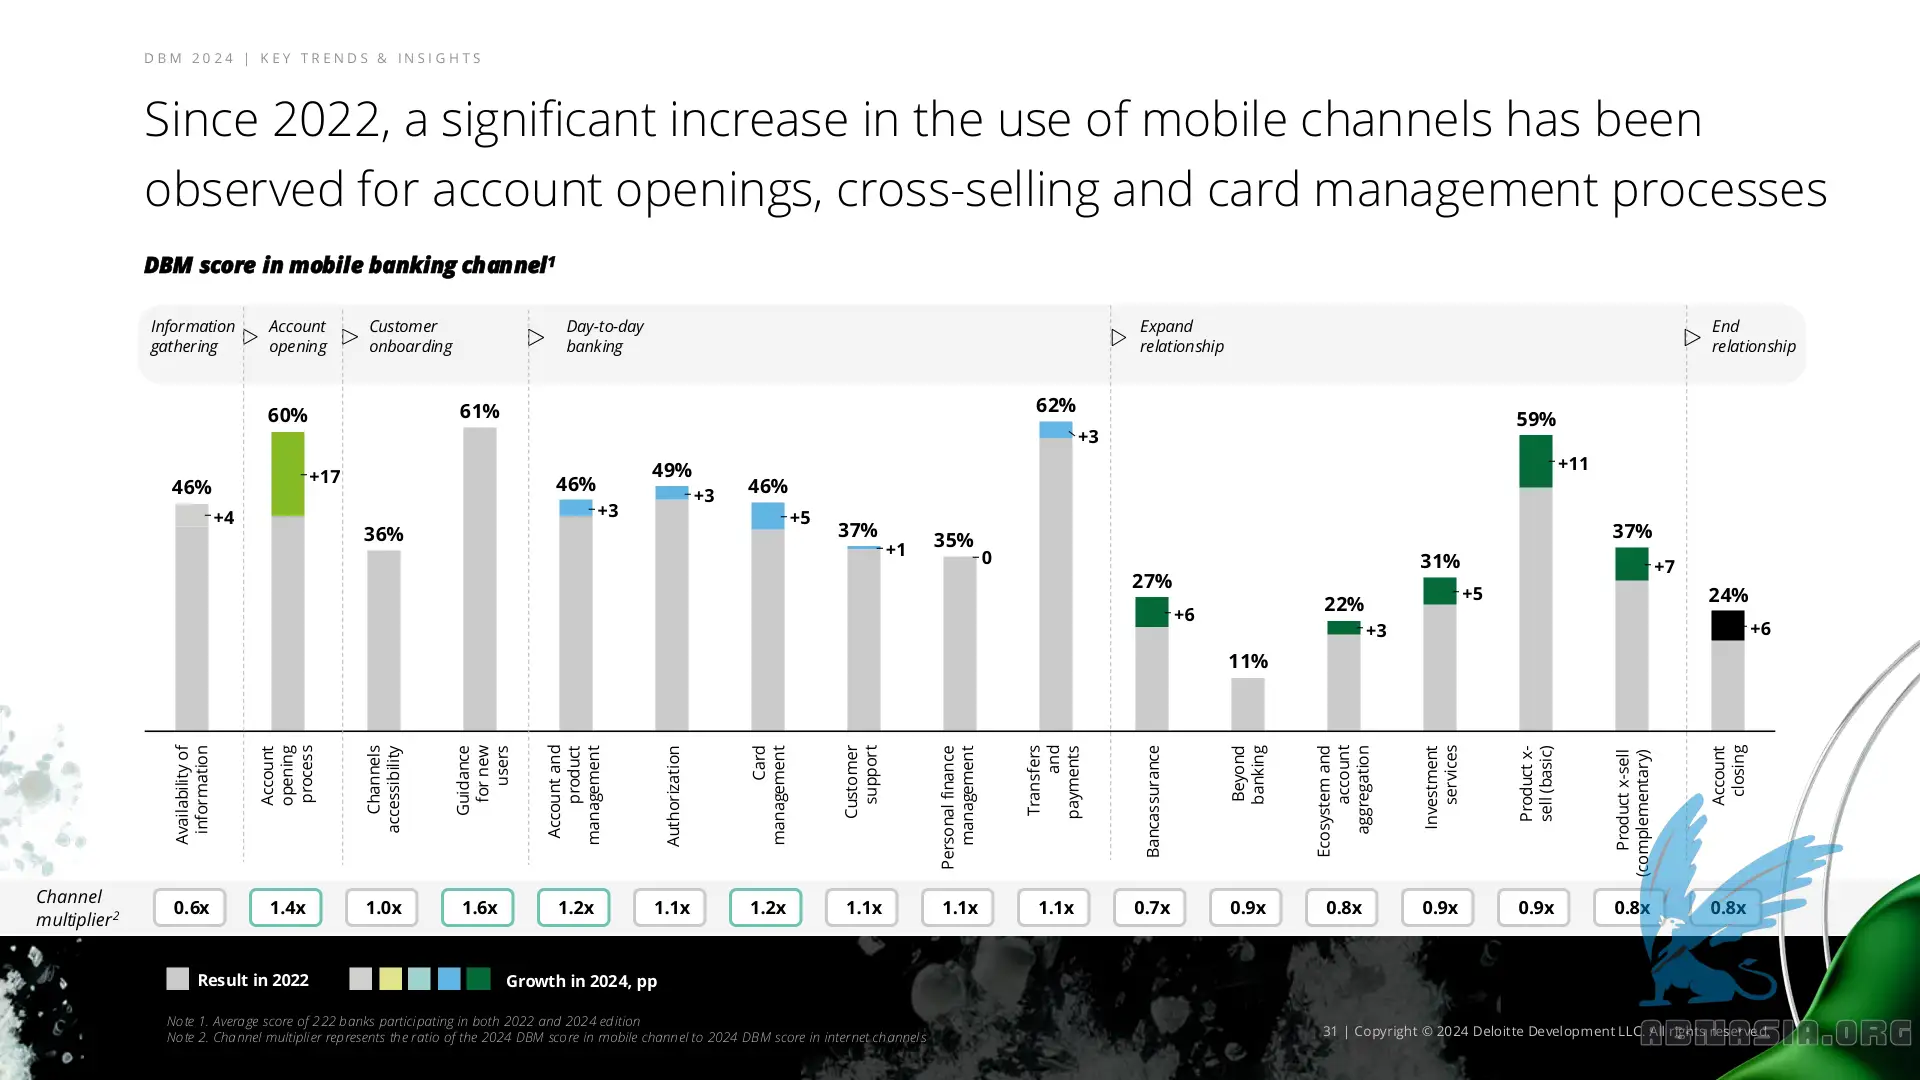 DBM 2024 | KEY TRENDS & INSIGHTS
Since 2022, a significant increase in the use of mobile channels has been
observed for account openings, cross-selling and card management processes
DBM score in mobile banking channel¹
Information
gathering
Account
opening
Customer
onboarding
Day-to-day
banking
Expand
relationship
End
relationship
46%
+4
60%
+17
36%
61%
46%
+3
49%
+3
46%
+5
37%
+1
35%
0
62%
+3
27%
+6
11%
22%
+3
31%
+5
59%
+11
37%
+7
24%
+6
Availability of
information
Account
opening
process
Channels
accessibility
Guidance
for new
users
Account and
product
management
Authorization
Card
management
Customer
support
Personal finance
management
Transfers
and
payments
Bancassurance
Beyond
banking
Ecosystem and
account
aggregation
Investment
services
Product x-
sell (basic)
Product x-sell
(complementary)
Account
closing
Channel
multiplier²
0.6x 1.4x 1.0x 1.6x 1.2x 1.1x 1.2x 1.1x 1.1x 1.1x 0.7x 0.9x 0.8x 0.9x 0.9x 0.8x 0.8x
Result in 2022
Growth in 2024, pp
Note 1. Average score of 222 banks participating in both 2022 and 2024 edition
Note 2. Channel multiplier represents the ratio of the 2024 DBM score in mobile channel to 2024 DBM score in internet channels
31 | Copyright © 2024 Deloitte Development LLC. All rights reserved.
ABIIASIA.ORG